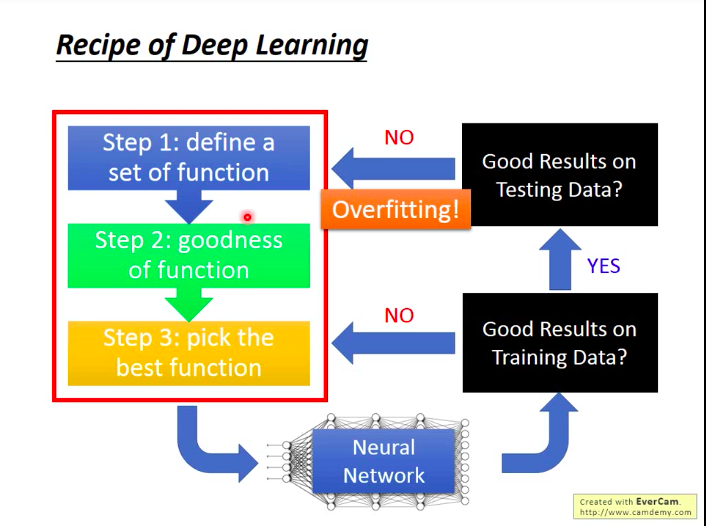 Recipe of Deep Learning
Step 1: define a
set of function
Step 2: goodness
of function
Step 3: pick the
best function
NO
Overfitting!
Good Results on
Testing Data?
YES
NO
Good Results on
Training Data?
Neural
Network
Created with EverCam.
http://www.camdemy.com